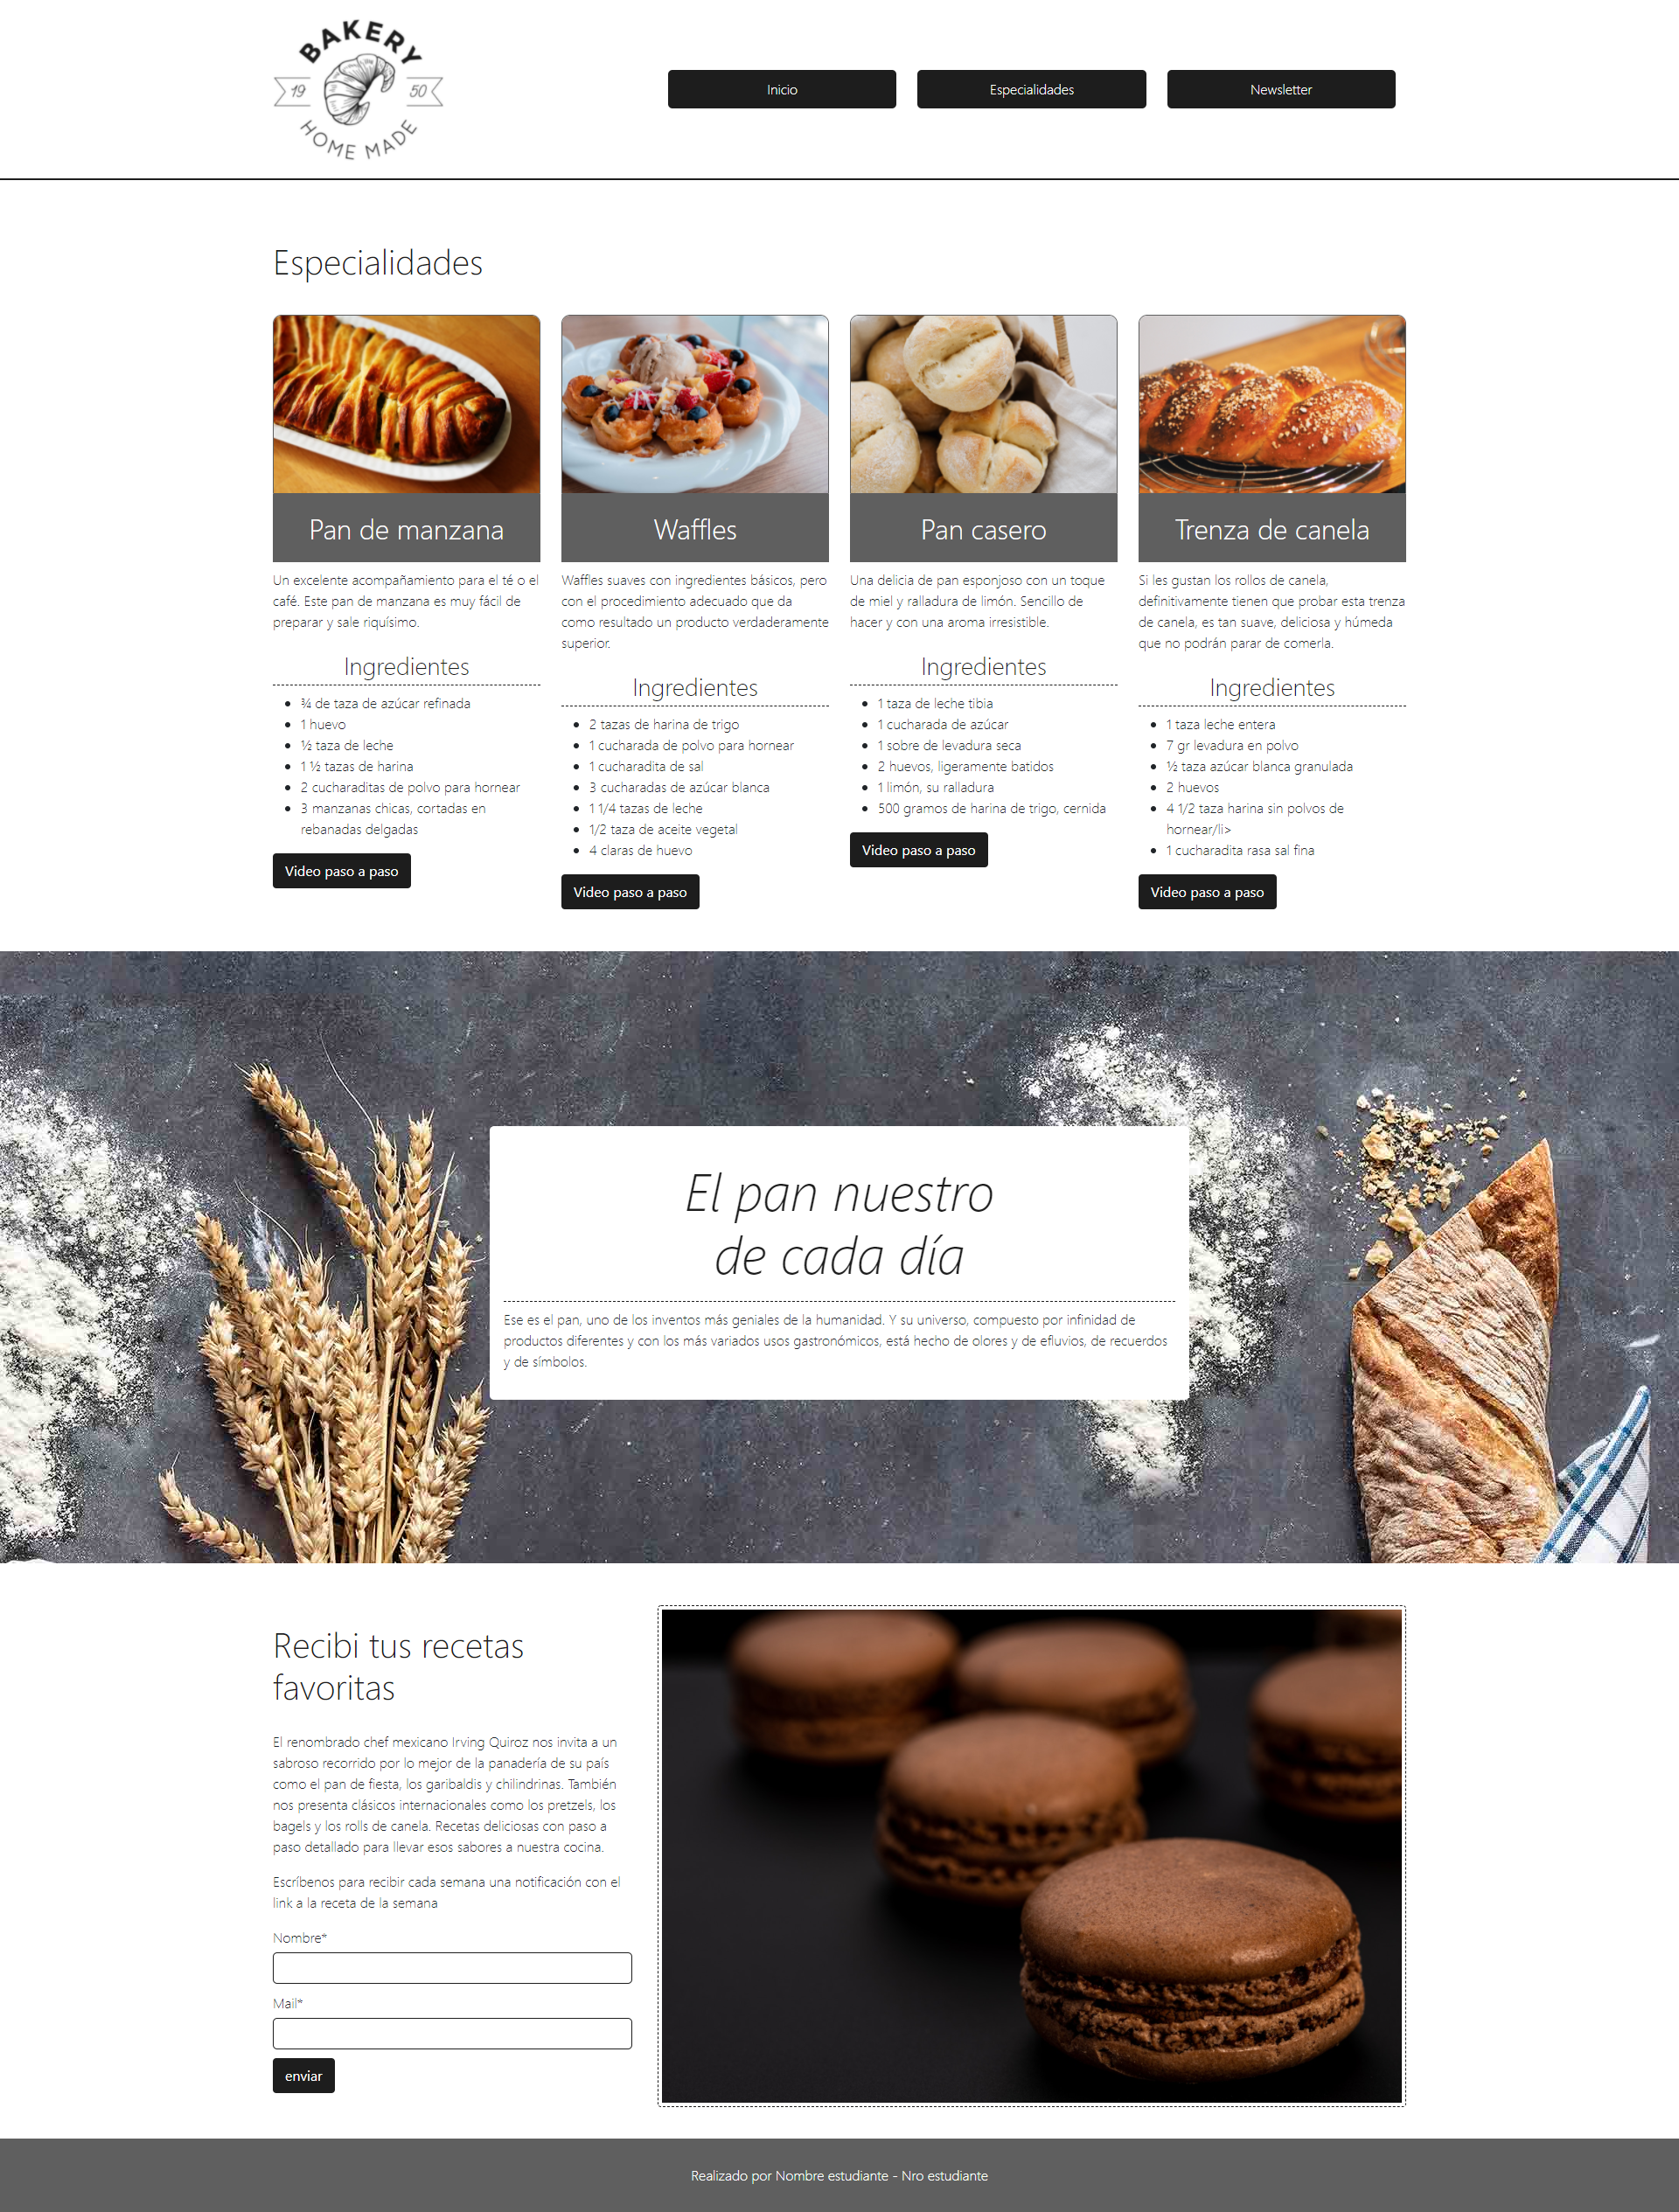 BAKERY
19 50
HOME MADE
Inicio
Especialidades
Newsletter
Especialidades
Pan de manzana
Un excelente acompañamiento para el té o el
café. Este pan de manzana es muy fácil de
preparar y sale riquísimo.
Ingredientes
¾ de taza de azúcar refinada
1 huevo
½ taza de leche
1 ½ tazas de harina
2 cucharaditas de polvo para hornear
3 manzanas chicas, cortadas en
rebanadas delgadas
Video paso a paso
Waffles
Waffles suaves con ingredientes básicos, pero
con el procedimiento adecuado que da
como resultado un producto verdaderamente
superior.
Ingredientes
2 tazas de harina de trigo
1 cucharada de polvo para hornear
1 cucharadita de sal
3 cucharadas de azúcar blanca
1 1/4 tazas de leche
1/2 taza de aceite vegetal
4 claras de huevo
Video paso a paso
Pan casero
Una delicia de pan esponjoso con un toque
de miel y ralladura de limón. Sencillo de
hacer y con una aroma irresistible.
Ingredientes
1 taza de leche tibia
1 cucharada de azúcar
1 sobre de levadura seca
2 huevos, ligeramente batidos
1 limón, su ralladura
500 gramos de harina de trigo, cernida
Video paso a paso
Trenza de canela
Si les gustan los rollos de canela,
definitivamente tienen que probar esta trenza
de canela, es tan suave, deliciosa y húmeda
que no podrán parar de comerla.
Ingredientes
1 taza leche entera
7 gr levadura en polvo
½ taza azúcar blanca granulada
2 huevos
4 1/2 taza harina sin polvos de
hornear/li>
1 cucharadita rasa sal fina
Video paso a paso
El pan nuestro
de cada día
Ese es el pan, uno de los inventos más geniales de la humanidad. Y su universo, compuesto por infinidad de
productos diferentes y con los más variados usos gastronómicos, está hecho de olores y de efluvios, de recuerdos
y de símbolos.
Recibi tus recetas
favoritas
El renombrado chef mexicano Irving Quiroz nos invita a un
sabroso recorrido por lo mejor de la panadería de su país
como el pan de fiesta, los garibaldis y chilindrinas. También
nos presenta clásicos internacionales como los pretzels, los
bagels y los rolls de canela. Recetas deliciosas con paso a
paso detallado para llevar esos sabores a nuestra cocina.
Escríbenos para recibir cada semana una notificación con el
link a la receta de la semana
Nombre*
Mail*
enviar
Realizado por Nombre estudiante - Nro estudiante